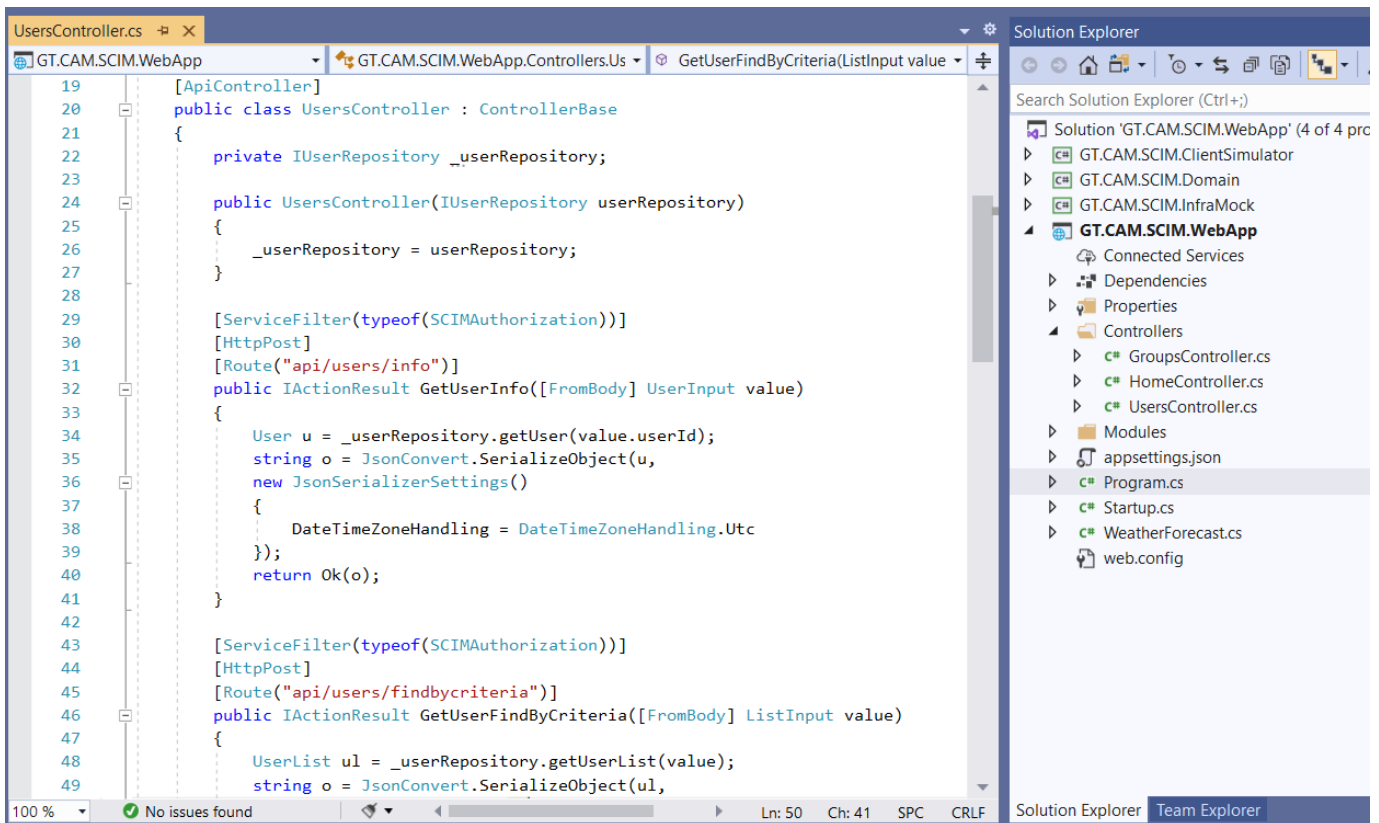 UsersController.cs
GT.CAM.SCIM.WebApp
GT.CAM.SCIM.WebApp.Controllers.Us
GetUserFindByCriteria(ListInput value
19 [ApiController]
20 public class UsersController : ControllerBase
21 {
22 private IUserRepository _userRepository;
23
24 public UsersController(IUserRepository userRepository)
25 {
26 _userRepository = userRepository;
27 }
28
29 [ServiceFilter(typeof(SCIMAuthorization))]
30 [HttpPost]
31 [Route("api/users/info")]
32 public IActionResult GetUserInfo([FromBody] UserInput value)
33 {
34 User u = _userRepository.getUser(value.userId);
35 string o = JsonConvert.SerializeObject(u,
36 new JsonSerializerSettings()
37 {
38 DateTimeZoneHandling = DateTimeZoneHandling.Utc
39 });
40 return Ok(o);
41 }
42
43 [ServiceFilter(typeof(SCIMAuthorization))]
44 [HttpPost]
45 [Route("api/users/findbycriteria")]
46 public IActionResult GetUserFindByCriteria([FromBody] ListInput value)
47 {
48 UserList ul = _userRepository.getUserList(value);
49 string o = JsonConvert.SerializeObject(ul,
100 % No issues found Ln: 50 Ch: 41 SPC CRLF
Solution Explorer
Search Solution Explorer (Ctrl+;)
Solution 'GT.CAM.SCIM.WebApp' (4 of 4 pro
C# GT.CAM.SCIM.ClientSimulator
C# GT.CAM.SCIM.Domain
C# GT.CAM.SCIM.InfraMock
GT.CAM.SCIM.WebApp
Connected Services
Dependencies
Properties
Controllers
C# GroupsController.cs
C# HomeController.cs
C# UsersController.cs
Modules
appsettings.json
C# Program.cs
C# Startup.cs
C# WeatherForecast.cs
web.config
Solution Explorer Team Explorer